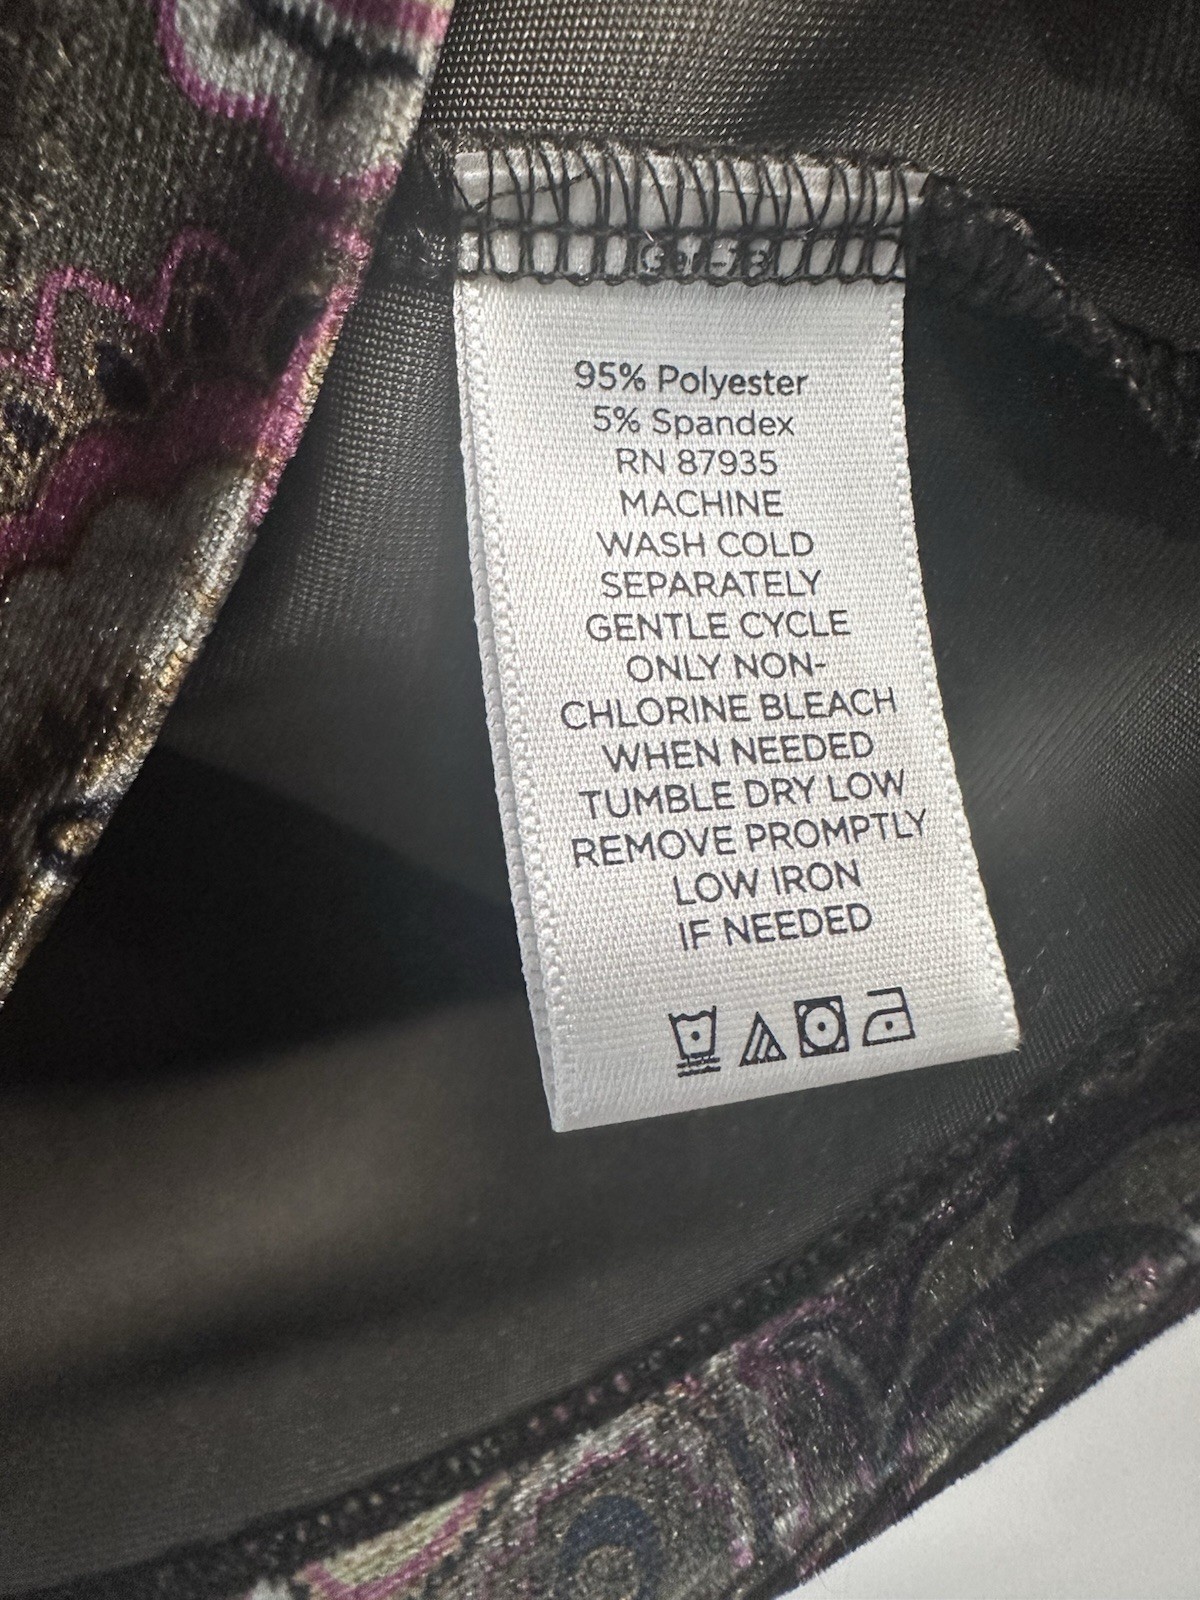 95% Polyester
5% Spandex
RN 87935
MACHINE
WASH COLD
SEPARATELY
GENTLE CYCLE
ONLY NON-
CHLORINE BLEACH
WHEN NEEDED
TUMBLE DRY LOW
REMOVE PROMPTLY
LOW IRON
IF NEEDED